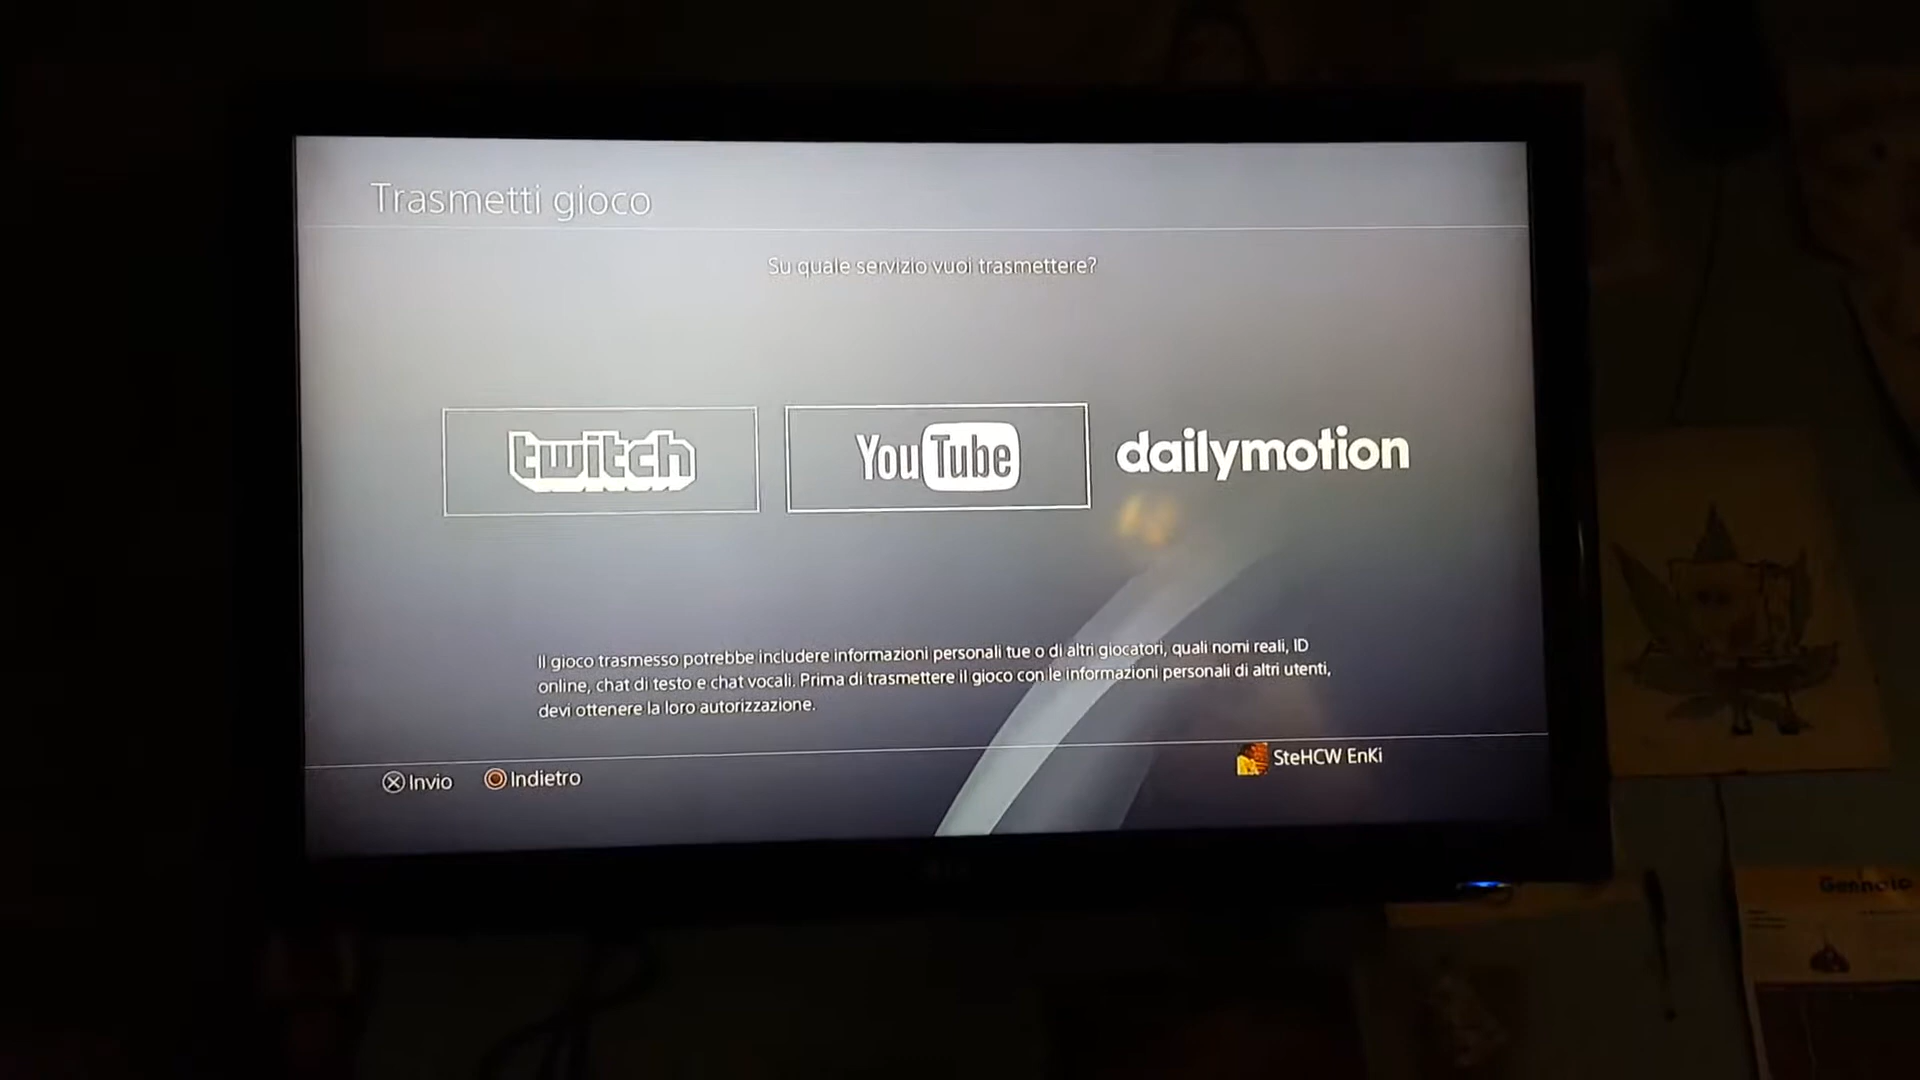 Trasmetti gioco
Su quale servizio vuoi trasmettere?
twitch
YouTube
dailymotion
Il gioco trasmesso potrebbe includere informazioni personali tue o di altri giocatori, quali nomi reali, ID
online, chat di testo e chat vocali. Prima di trasmettere il gioco con le informazioni personali di altri utenti,
devi ottenere la loro autorizzazione.
SteHCW EnKi
Invio
Indietro
Gennaio